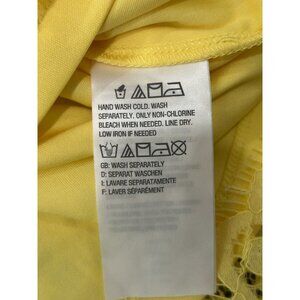 HAND WASH COLD. WASH
SEPARATELY. ONLY NON-CHLORINE
BLEACH WHEN NEEDED. LINE DRY.
LOW IRON IF NEEDED
GB: WASH SEPARATELY
D: SEPARAT WASCHEN
I: LAVARE SEPARATAMENTE
F: LAVER SÉPARÉMENT